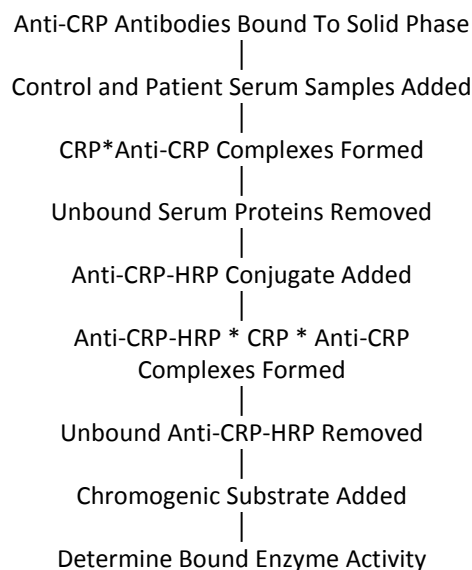 Anti-CRP Antibodies Bound To Solid Phase
Control and Patient Serum Samples Added
CRP*Anti-CRP Complexes Formed
Unbound Serum Proteins Removed
Anti-CRP-HRP Conjugate Added
Anti-CRP-HRP * CRP * Anti-CRP
Complexes Formed
Unbound Anti-CRP-HRP Removed
Chromogenic Substrate Added
Determine Bound Enzyme Activity